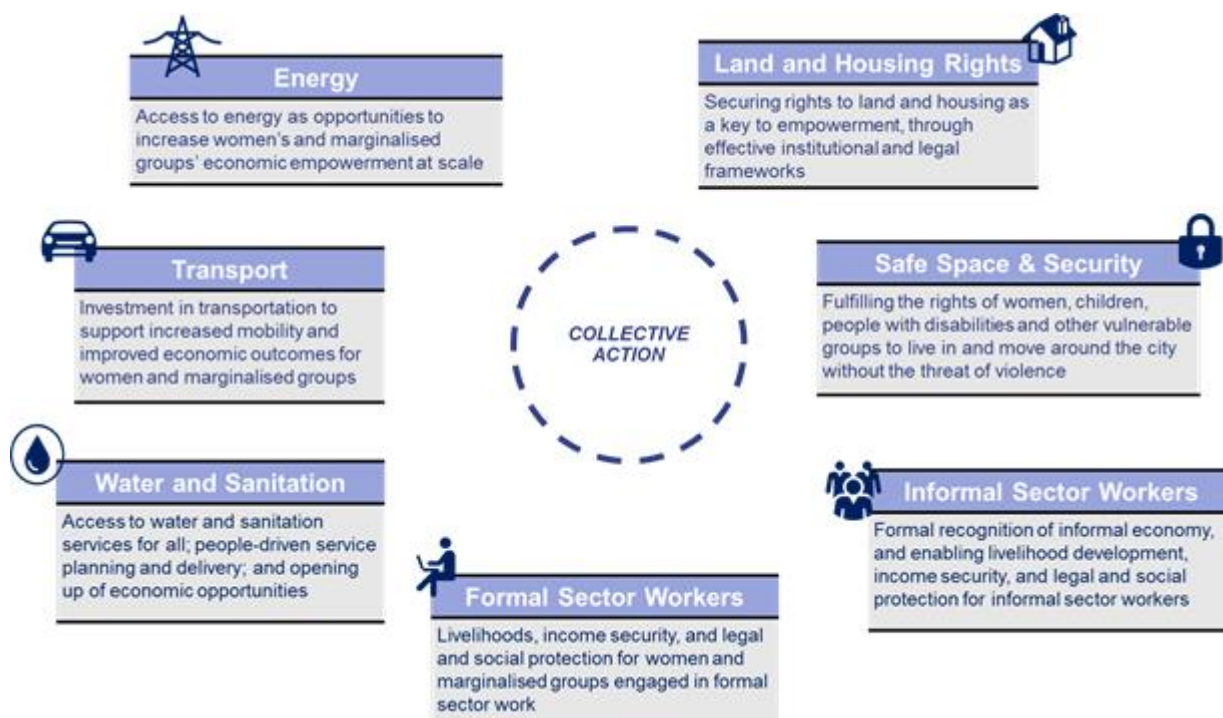 Energy
Access to energy as opportunities to
increase women's and marginalised
groups' economic empowerment at scale
Land and Housing Rights
Securing rights to land and housing as
a key to empowerment, through
effective institutional and legal
frameworks
Transport
Investment in transportation to
support increased mobility and
improved economic outcomes for
women and marginalised groups
COLLECTIVE
ACTION
Safe Space & Security
Fulfilling the rights of women, children,
people with disabilities and other vulnerable
groups to live in and move around the city
without the threat of violence
Water and Sanitation
Access to water and sanitation
services for all; people-driven service
planning and delivery; and opening
up of economic opportunities
Formal Sector Workers
Livelihoods, income security, and legal
and social protection for women and
marginalised groups engaged in formal
sector work
Informal Sector Workers
Formal recognition of informal economy,
and enabling livelihood development,
income security, and legal and social
protection for informal sector workers